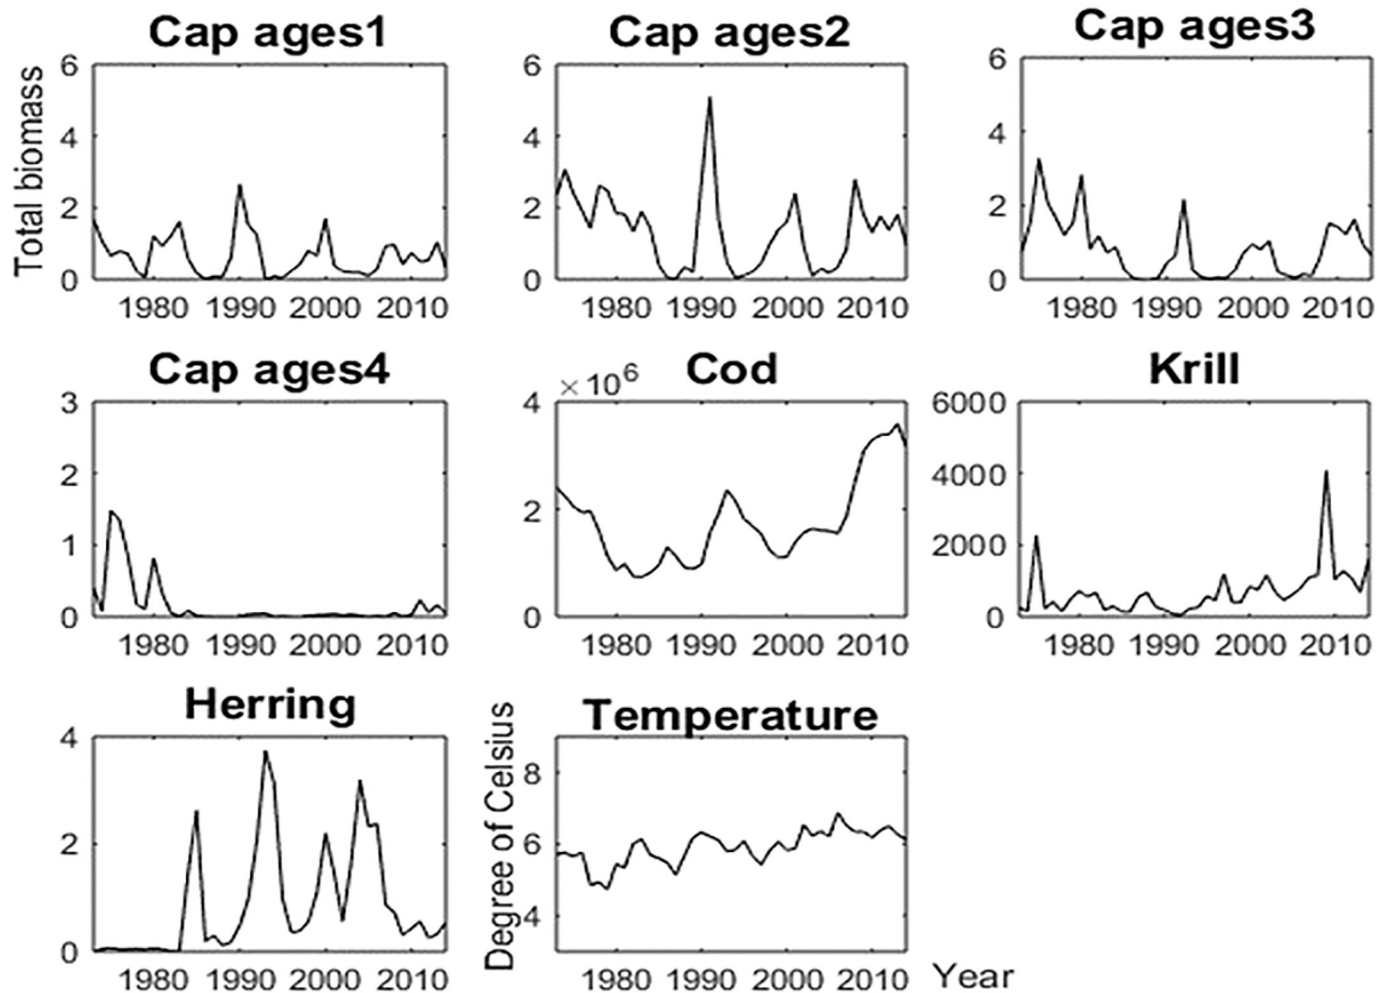 Cap ages1
Cap ages2
Cap ages3
Total biomass
6
4
2
0
1980 1990 2000 2010
6
4
2
0
1980 1990 2000 2010
6
4
2
0
1980 1990 2000 2010
Cap ages4
Cod
Krill
3
2
1
0
1980 1990 2000 2010
× 10⁶
4
2
0
1980 1990 2000 2010
6000
4000
2000
0
1980 1990 2000 2010
Herring
Temperature
4
2
0
1980 1990 2000 2010
Degree of Celsius
8
6
4
1980 1990 2000 2010
Year